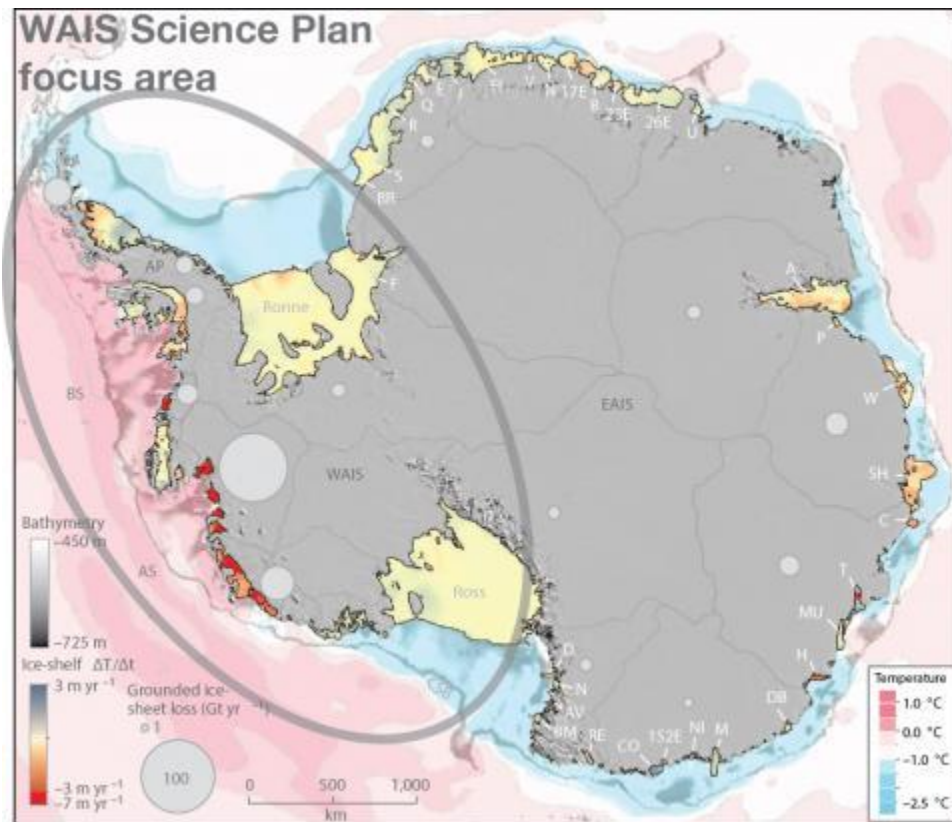 WAIS Science Plan
focus area
Q
R
S
BR
V
N
17E
B
25E
26E
U
AP
Ronne
F
A
P
BS
EAIS
W
WAIS
SH
Bathymetry
-450 m
C
AS
Ross
T
MU
-725 m
Ice-shelf ΔT/Δt
3 m yr⁻¹
Grounded ice-
sheet loss (Gt yr⁻¹)
1
100
-3 m yr⁻¹
-7 m yr⁻¹
0 500 1,000
km
D
N
AV
BM
RE
CO
1S2E
NI
M
DB
H
Temperature
1.0 °C
0.0 °C
-1.0 °C
-2.5 °C